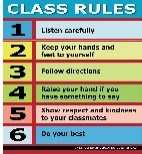 CLASS RULES
1 Listen carefully
2 Keep your hands and
feet to yourself
3 Follow directions
4 Raise your hand if you
have something to say
5 Show respect and kindness
to your classmates
6 Do your best